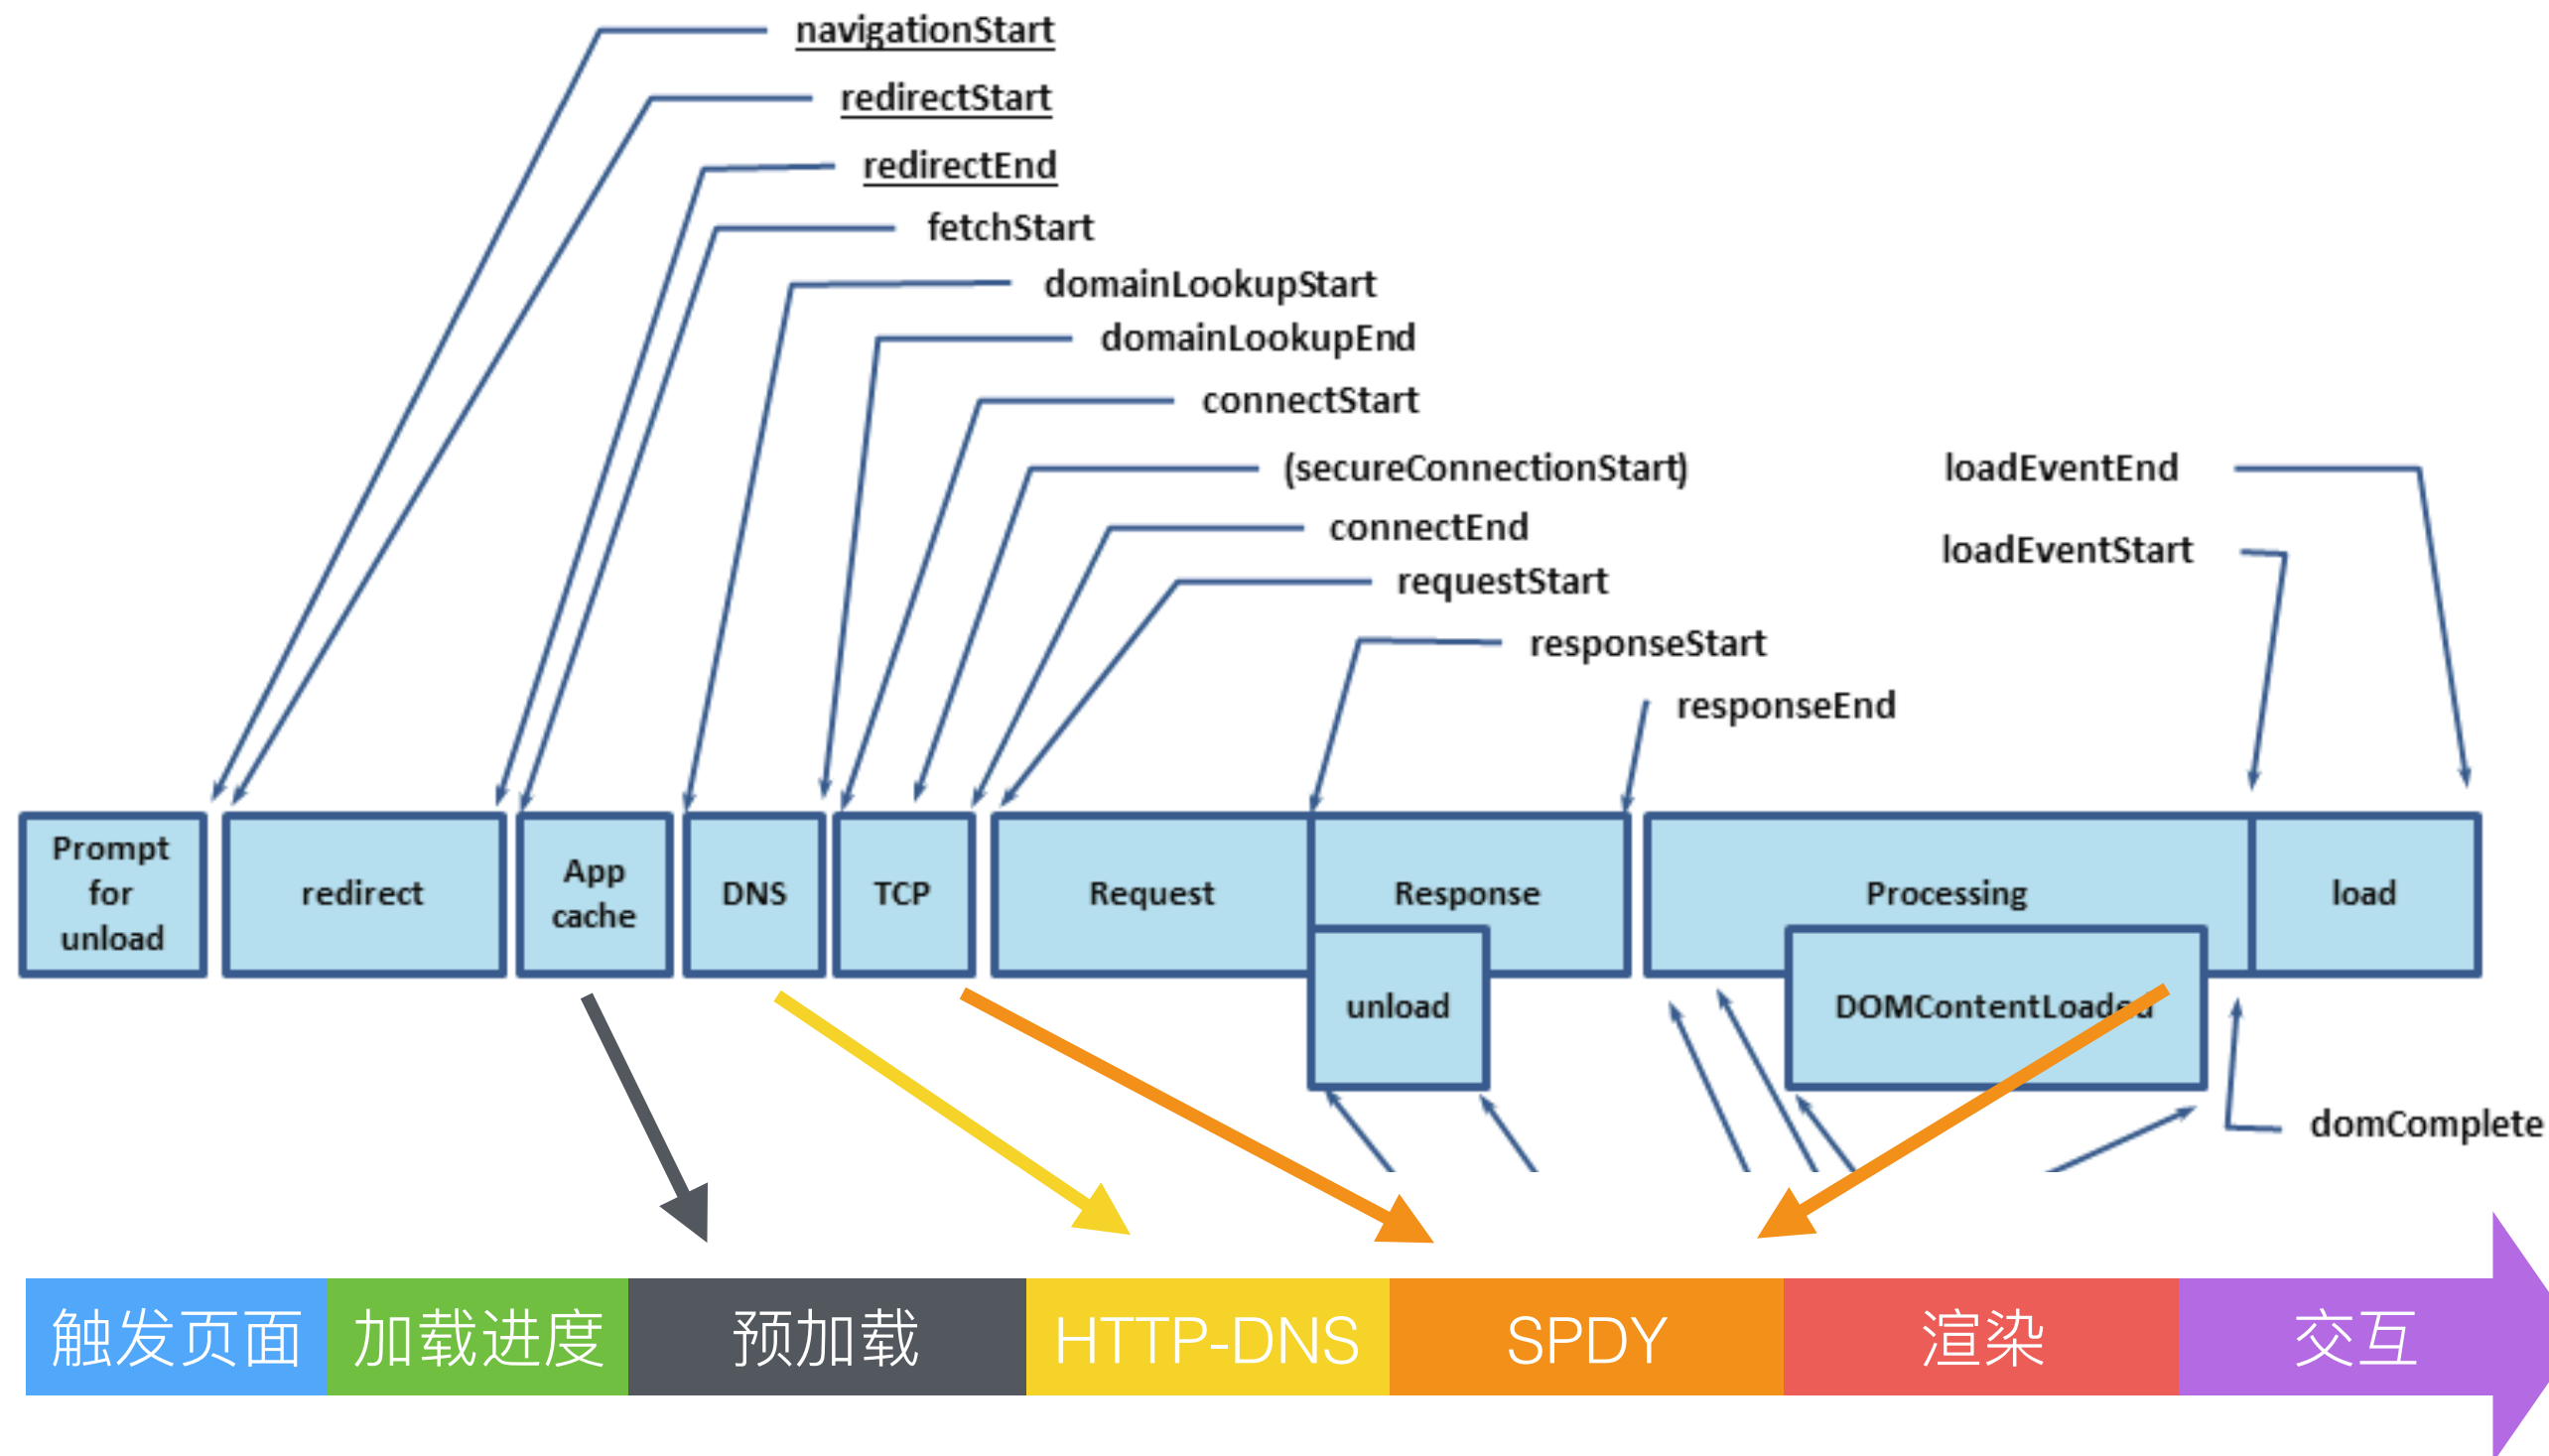 navigationStart
redirectStart
redirectEnd
fetchStart
domainLookupStart
domainLookupEnd
connectStart
(secureConnectionStart)
loadEventEnd
connectEnd
loadEventStart
requestStart
responseStart
responseEnd
Prompt
for
unload
redirect
App
cache
DNS
TCP
Request
Response
Processing
load
unload
DOMContentLoaded
domComplete
触发页面
加载进度
预加载
HTTP-DNS
SPDY
渲染
交互